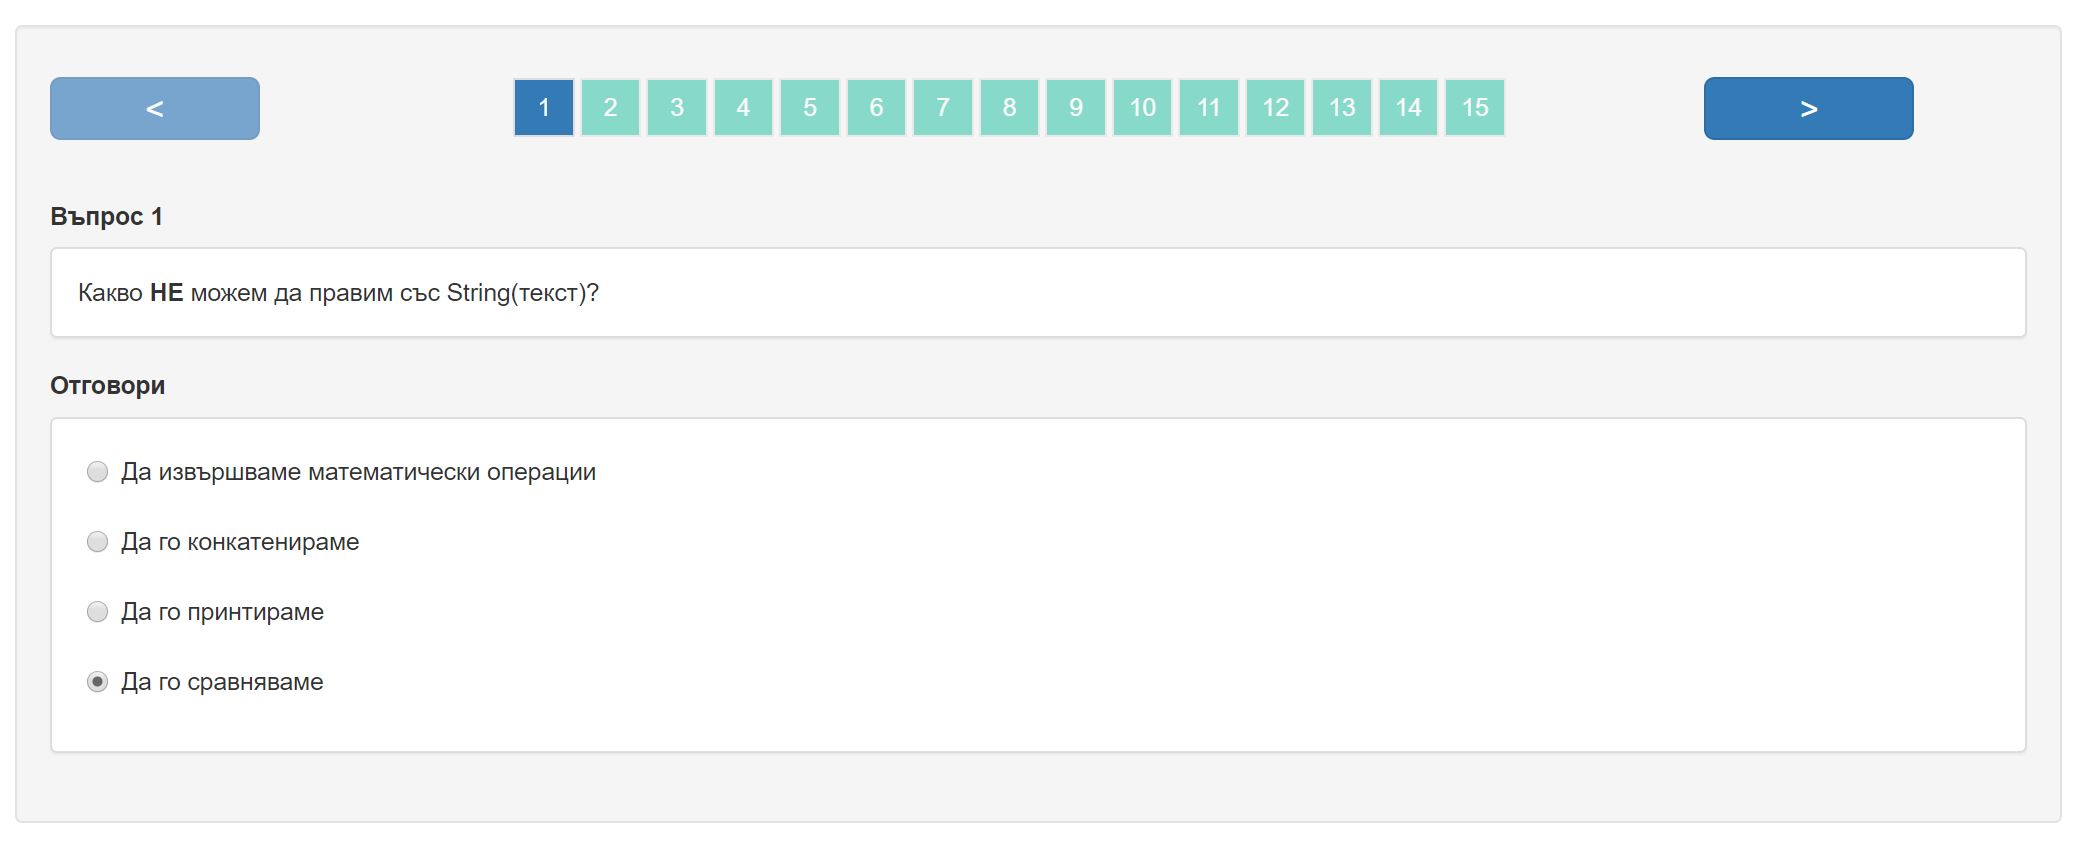 < 1 2 3 4 5 6 7 8 9 10 11 12 13 14 15 >
Въпрос 1
Какво НЕ можем да правим със String(текст)?
Отговори
Да извършваме математически операции
Да го конкатенираме
Да го принтираме
Да го сравняваме